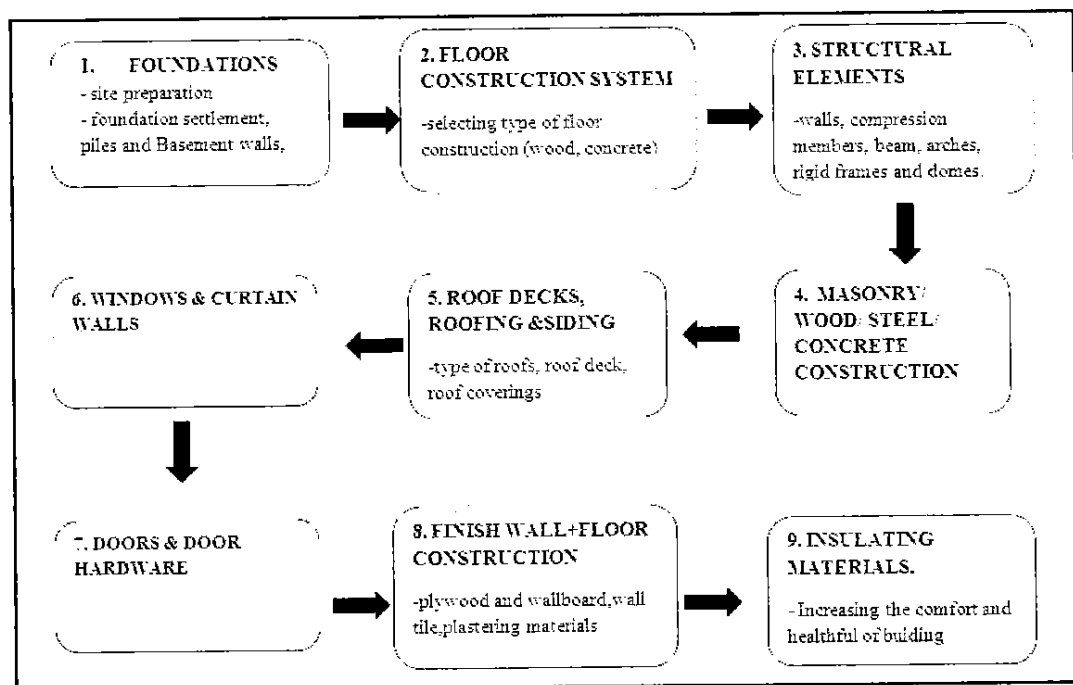 1. FOUNDATIONS
- site preparation
- foundation settlement,
piles and Basement walls,
2. FLOOR
CONSTRUCTION SYSTEM
-selecting type of floor
construction (wood, concrete)
3. STRUCTURAL
ELEMENTS
-walls, compression
members, beam, arches,
rigid frames and domes.
4. MASONRY/
WOOD/ STEEL/
CONCRETE
CONSTRUCTION
5. ROOF DECKS,
ROOFING &SIDING
-type of roofs, roof deck,
roof coverings
6. WINDOWS & CURTAIN
WALLS
7. DOORS & DOOR
HARDWARE
8. FINISH WALL+FLOOR
CONSTRUCTION
-plywood and wallboard,wall
tile,plastering materials
9. INSULATING
MATERIALS.
- Increasing the comfort and
healthful of buiding